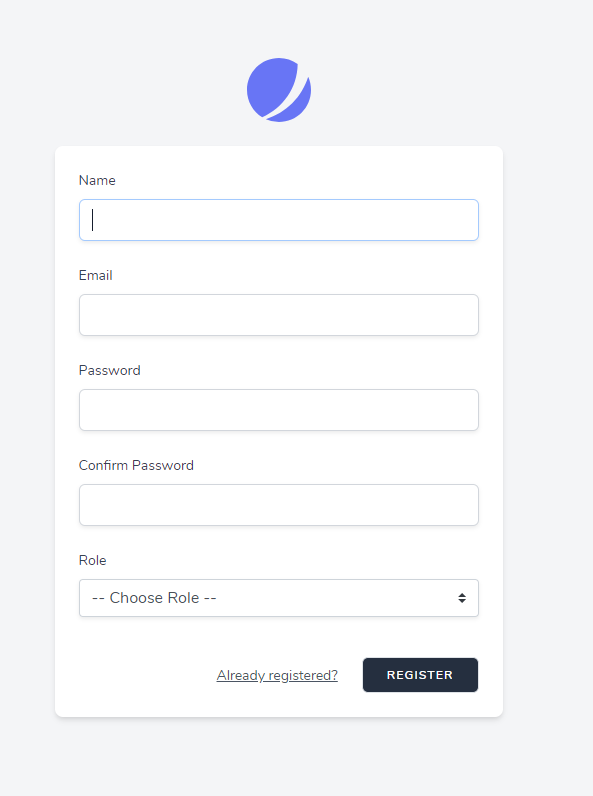 Name
Email
Password
Confirm Password
Role
-- Choose Role --
Already registered?
REGISTER